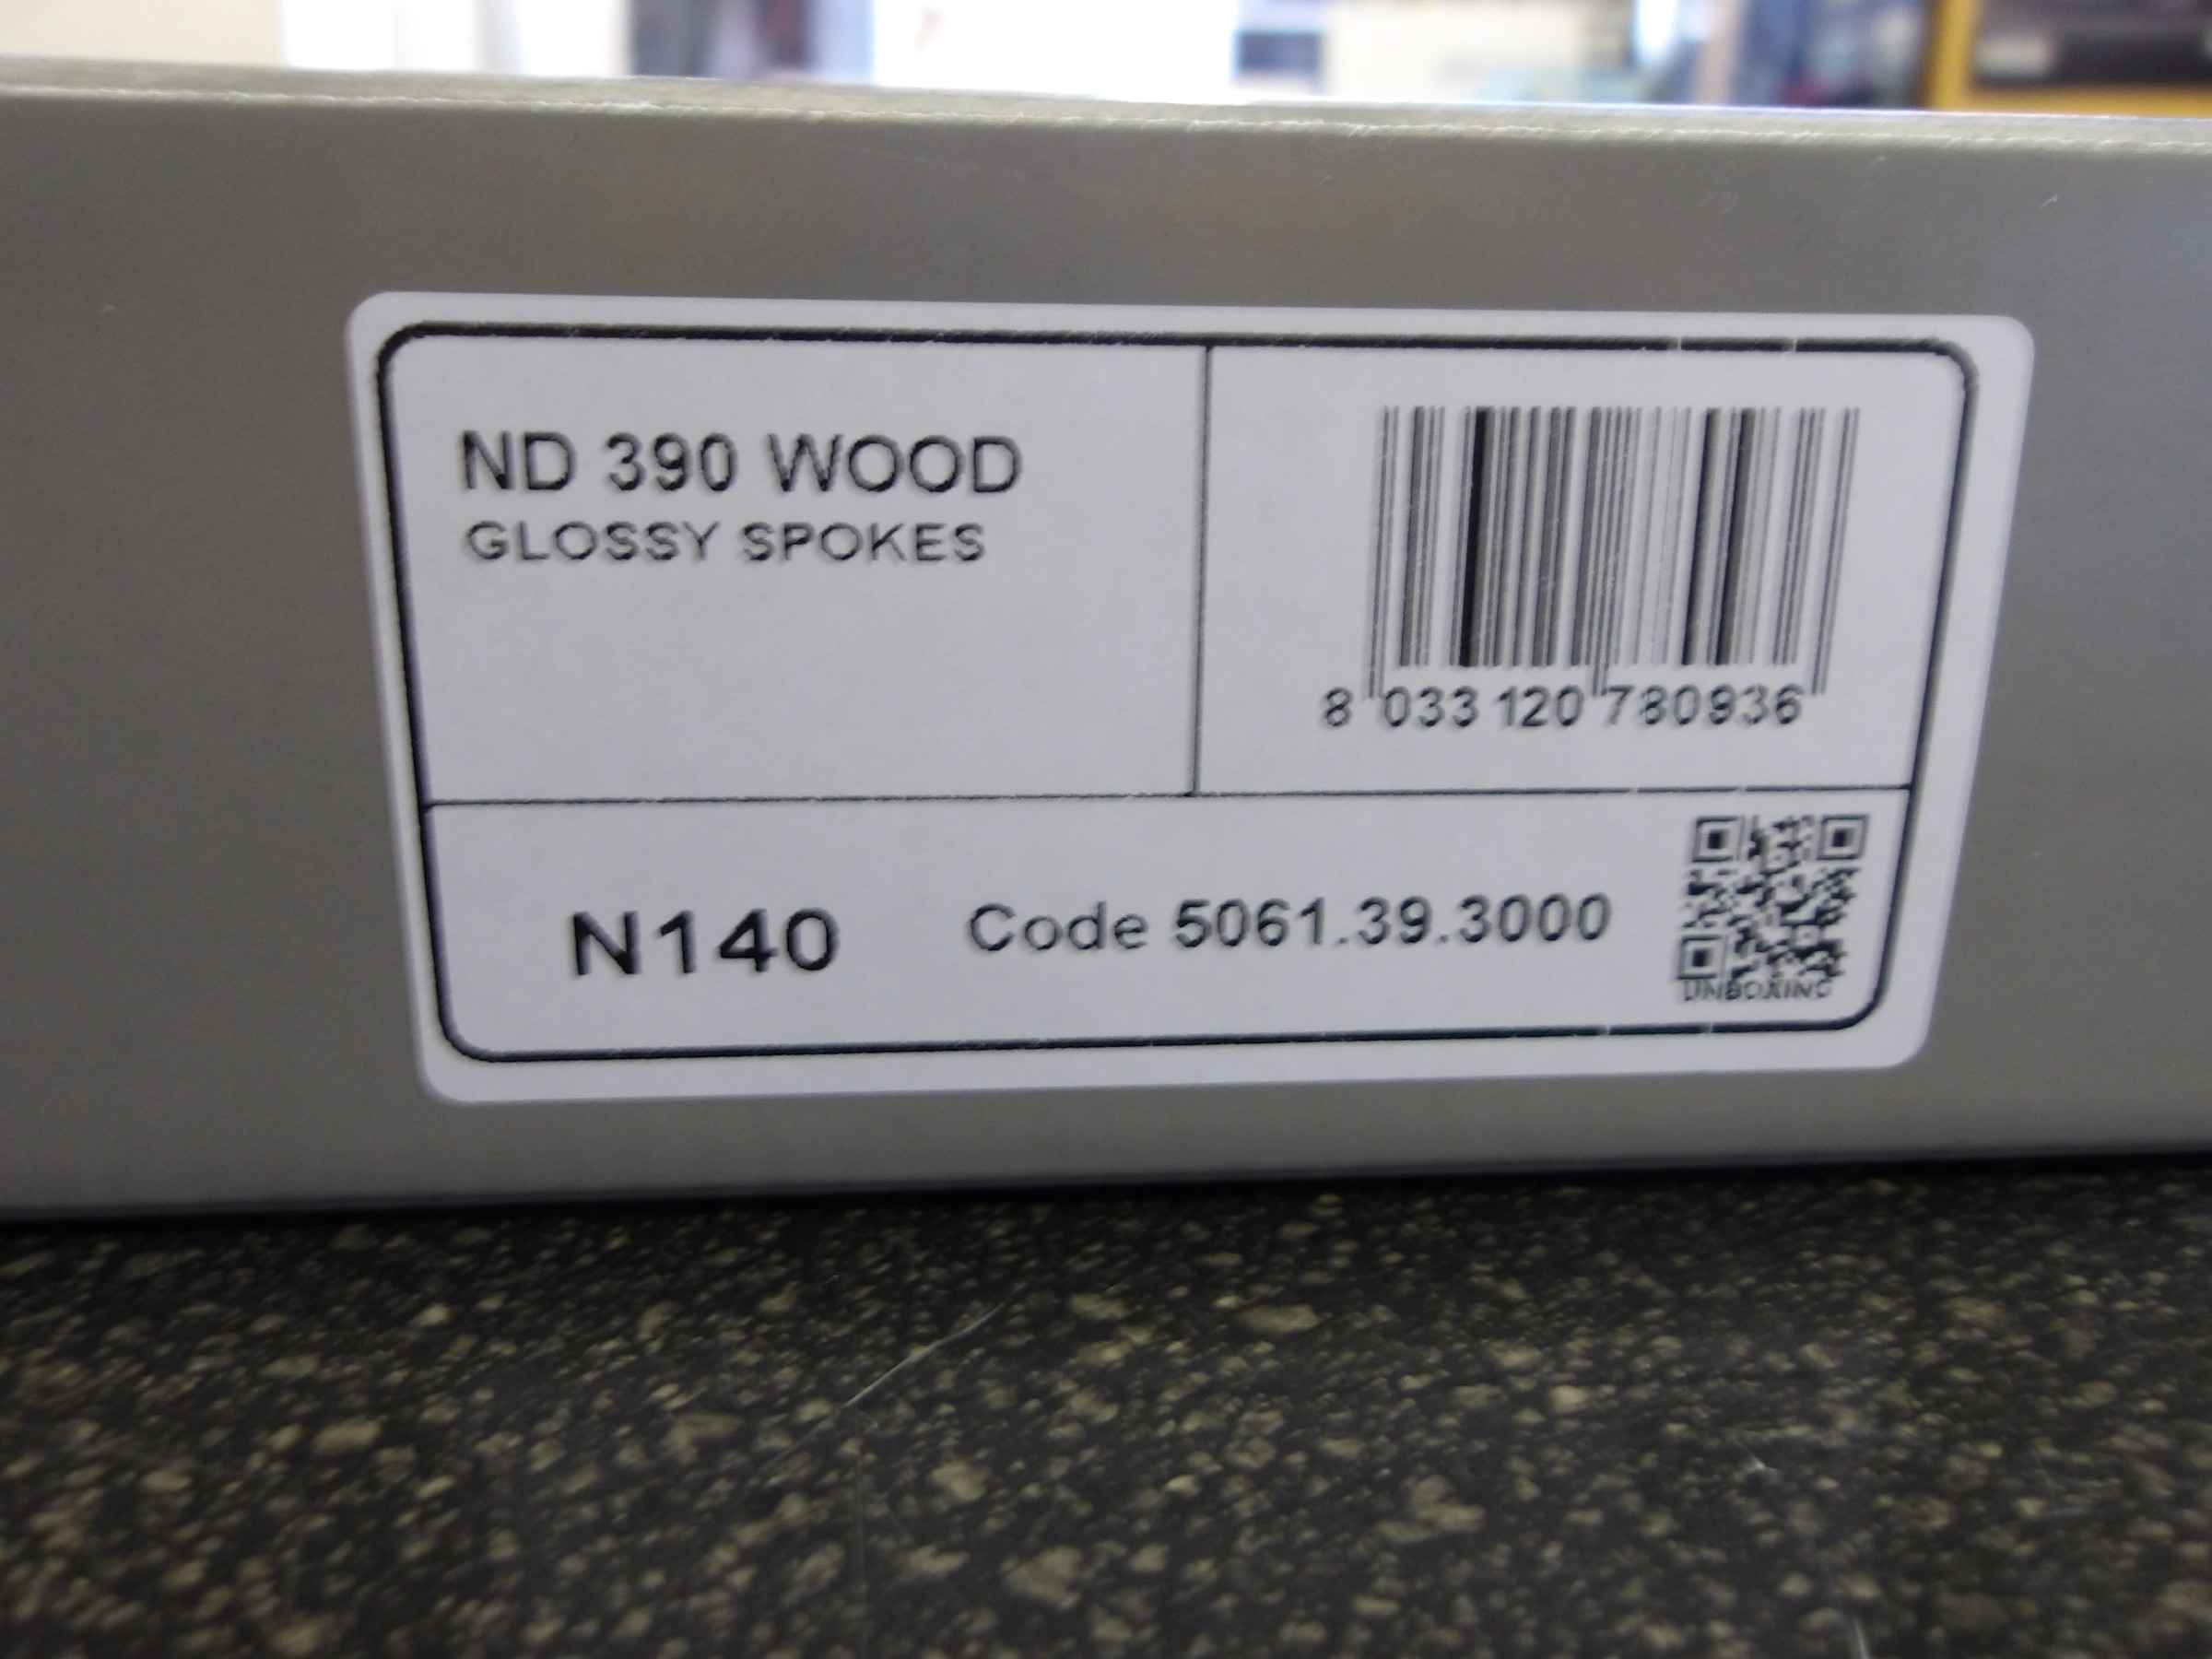 ND 390 WOOD
GLOSSY SPOKES
8 033120 780936
N140
Code 5061.39.3000
UNBOXING